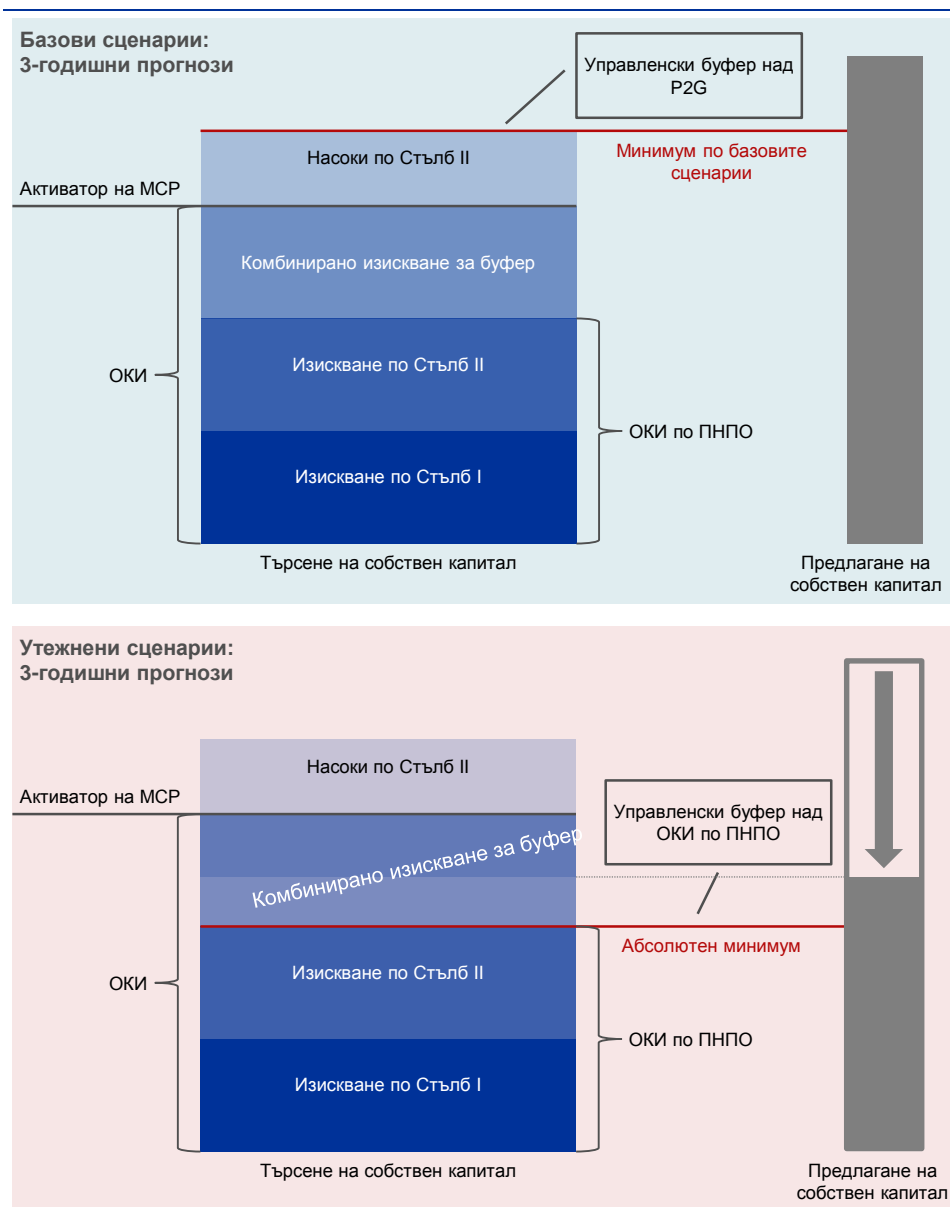 Базови сценарии:
3-годишни прогнози
Управленски буфер над
P2G
Насоки по Стълб II
Минимум по базовите
сценарии
Активатор на МСР
Комбинирано изискване за буфер
Изискване по Стълб II
ОКИ
ОКИ по ПНПО
Изискване по Стълб I
Търсене на собствен капитал
Предлагане на
собствен капитал
Утежнени сценарии:
3-годишни прогнози
Насоки по Стълб II
Активатор на МСР
Управленски буфер над
ОКИ по ПНПО
Комбинирано изискване за буфер
Абсолютен минимум
Изискване по Стълб II
ОКИ
ОКИ по ПНПО
Изискване по Стълб I
Търсене на собствен капитал
Предлагане на
собствен капитал